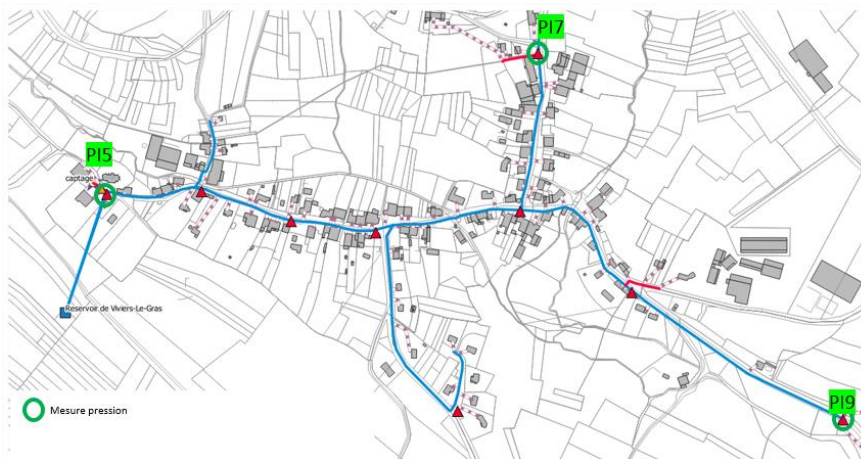 PI7
PI5
captage
Reservoir de Viviers-Le-Gras
PI9
Mesure pression